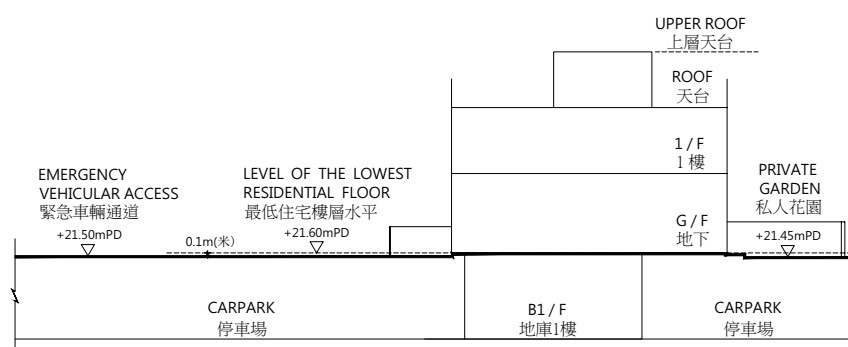 UPPER ROOF
上層天台
ROOF
天台
1 / F
1 樓
EMERGENCY
VEHICULAR ACCESS
緊急車輛通道
+21.50mPD
LEVEL OF THE LOWEST
RESIDENTIAL FLOOR
最低住宅樓層水平
+21.60mPD
0.1m(米)
G / F
地下
PRIVATE
GARDEN
私人花園
+21.45mPD
CARPARK
停車場
B1 / F
地庫1樓
CARPARK
停車場